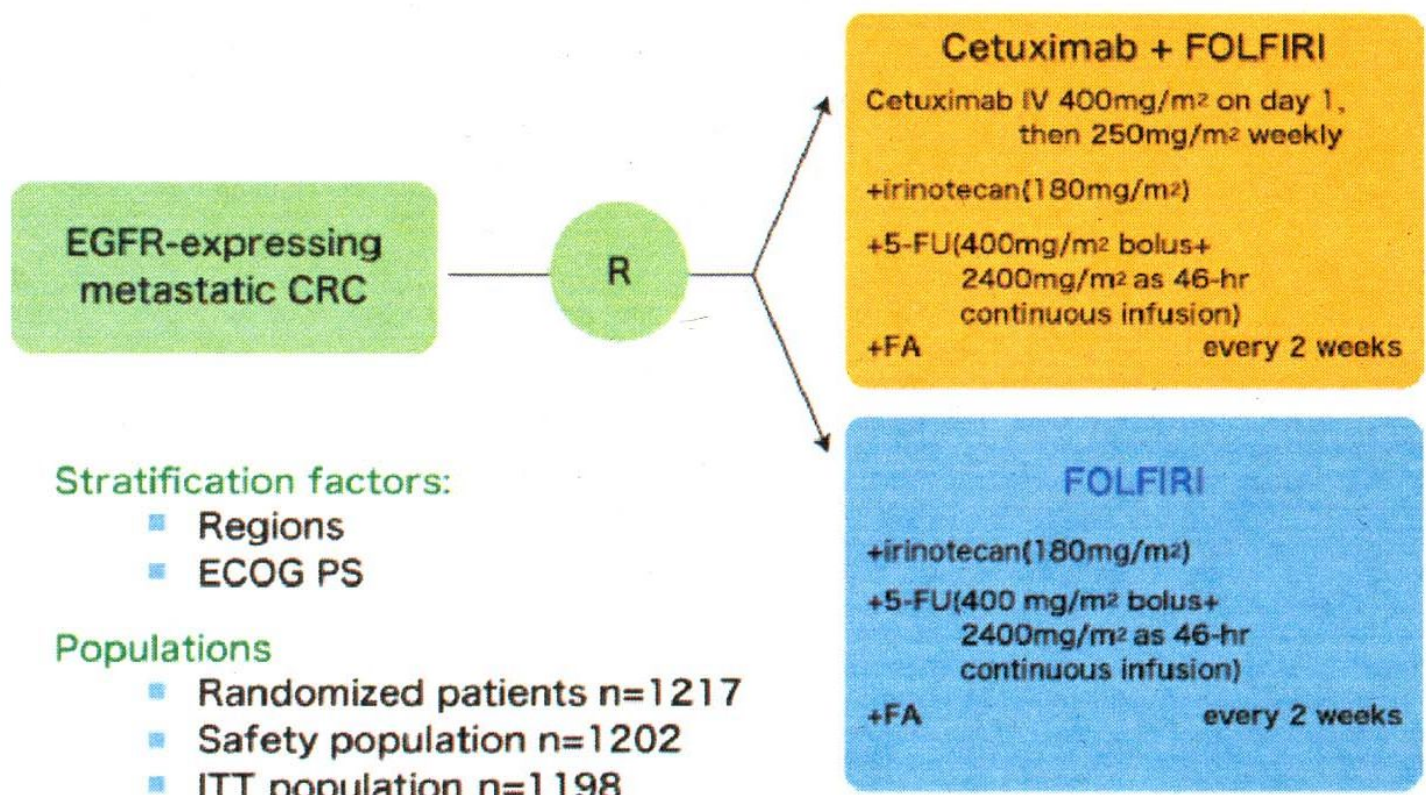 EGFR-expressing
metastatic CRC
R
Cetuximab + FOLFIRI
Cetuximab IV 400mg/m² on day 1,
then 250mg/m² weekly
+irinotecan(180mg/m²)
+5-FU(400mg/m² bolus+
2400mg/m² as 46-hr
continuous infusion)
+FA every 2 weeks
FOLFIRI
+irinotecan(180mg/m²)
+5-FU(400 mg/m² bolus+
2400mg/m² as 46-hr
continuous infusion)
+FA every 2 weeks
Stratification factors:
Regions
ECOG PS
Populations
Randomized patients n=1217
Safety population n=1202
ITT population n=1198